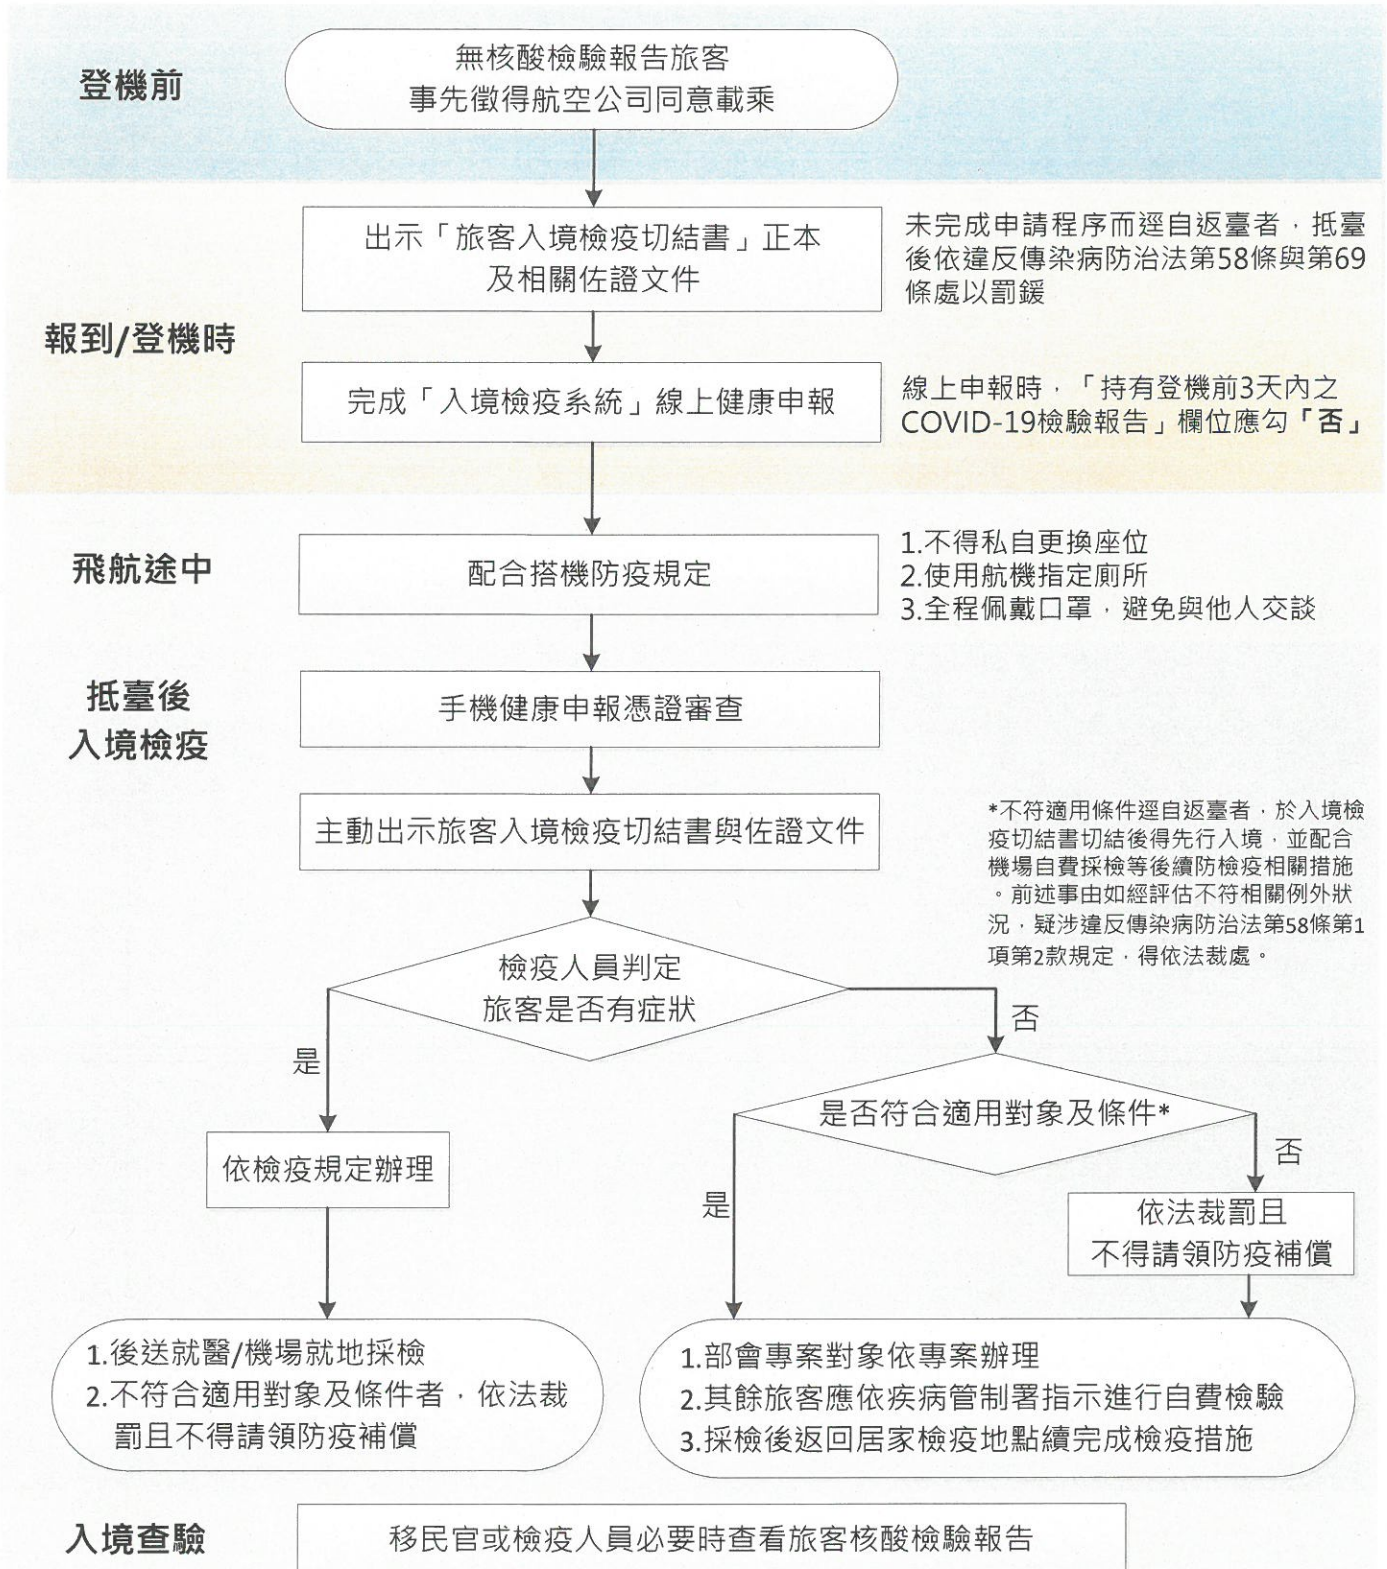 登機前
無核酸檢驗報告旅客
事先徵得航空公司同意載乘
報到/登機時
出示「旅客入境檢疫切結書」正本
及相關佐證文件
未完成申請程序而逕自返臺者，抵臺
後依違反傳染病防治法第58條與第69
條處以罰鍰
完成「入境檢疫系統」線上健康申報
線上申報時，「持有登機前3天內之
COVID-19檢驗報告」欄位應勾「否」
飛航途中
配合搭機防疫規定
1.不得私自更換座位
2.使用航機指定廁所
3.全程佩戴口罩，避免與他人交談
抵臺後
入境檢疫
手機健康申報憑證審查
主動出示旅客入境檢疫切結書與佐證文件
*不符適用條件逕自返臺者，於入境檢
疫切結書切結後得先行入境，並配合
機場自費採檢等後續防檢疫相關措施
。前述事由如經評估不符相關例外狀
況，疑涉違反傳染病防治法第58條第1
項第2款規定，得依法裁處。
檢疫人員判定
旅客是否有症狀
是
否
依檢疫規定辦理
是否符合適用對象及條件*
是
否
依法裁罰且
不得請領防疫補償
1.後送就醫/機場就地採檢
2.不符合適用對象及條件者，依法裁
罰且不得請領防疫補償
1.部會專案對象依專案辦理
2.其餘旅客應依疾病管制署指示進行自費檢驗
3.採檢後返回居家檢疫地點續完成檢疫措施
入境查驗
移民官或檢疫人員必要時查看旅客核酸檢驗報告